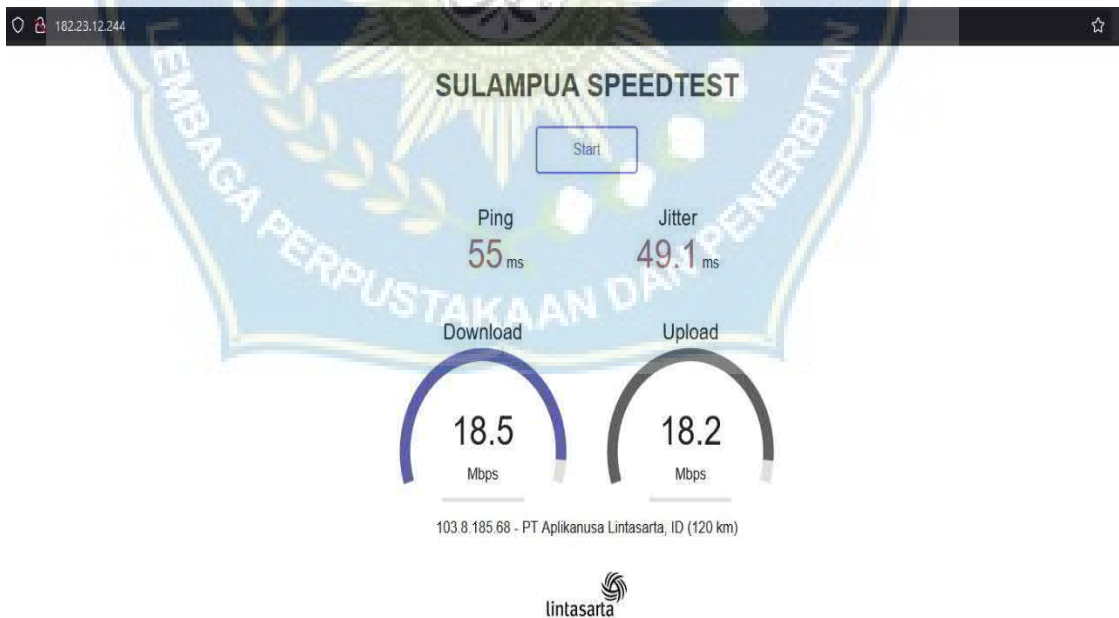 182.23.12.244
SULAMPUA SPEEDTEST
Start
Ping Jitter
55 ms 49.1 ms
Download Upload
18.5 18.2
Mbps Mbps
103.8.185.68 - PT Aplikanusa Lintasarta, ID (120 km)
lintasarta
LEMBAGA PERPUSTAKAAN DAN PENERBITAN